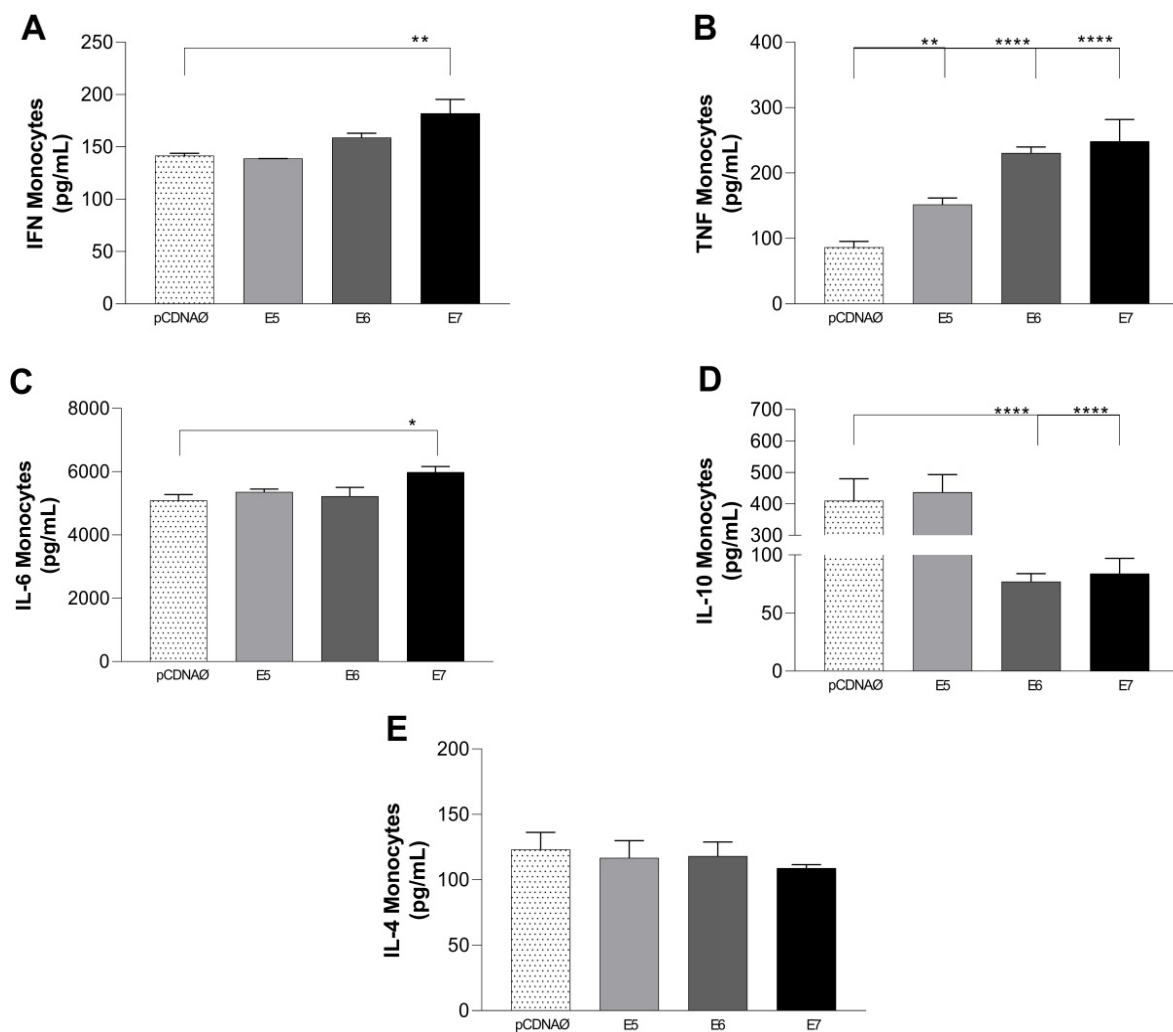 A
IFN Monocytes
(pg/mL)
250
200
150
100
50
0
**
pCDNAØ E5 E6 E7
B
TNF Monocytes
(pg/mL)
400
300
200
100
0
** **** ****
pCDNAØ E5 E6 E7
C
IL-6 Monocytes
(pg/mL)
8000
6000
4000
2000
0
*
pCDNAØ E5 E6 E7
D
IL-10 Monocytes
(pg/mL)
700
600
500
400
300
100
50
0
**** ****
pCDNAØ E5 E6 E7
E
IL-4 Monocytes
(pg/mL)
200
150
100
50
0
pCDNAØ E5 E6 E7